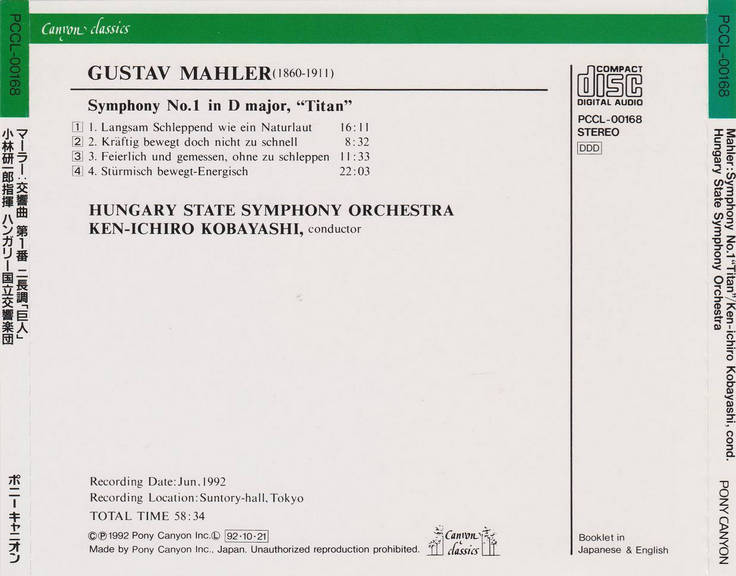 PCCL-00168
マーラー：交響曲 第1番 ニ長調「巨人」
小林研一郎指揮 ハンガリー国立交響楽団
ポニーキャニオン
Canyon classics
GUSTAV MAHLER(1860-1911)
Symphony No.1 in D major, “Titan”
1 1. Langsam Schleppend wie ein Naturlaut 16:11
2 2. Kräftig bewegt doch nicht zu schnell 8:32
3 3. Feierlich und gemessen, ohne zu schleppen 11:33
4 4. Stürmisch bewegt-Energisch 22:03
HUNGARY STATE SYMPHONY ORCHESTRA
KEN-ICHIRO KOBAYASHI, conductor
Recording Date:Jun.1992
Recording Location:Suntory-hall,Tokyo
TOTAL TIME 58:34
©℗1992 Pony Canyon Inc.Ⓛ 92·10·21
Made by Pony Canyon Inc., Japan. Unauthorized reproduction prohibited.
Canyon
classics
COMPACT
disc
DIGITAL AUDIO
PCCL-00168
STEREO
DDD
Booklet in
Japanese & English
PCCL-00168
Mahler:Symphony No.1“Titan”/Ken-ichiro Kobayashi, cond.
Hungary State Symphony Orchestra
PONY CANYON